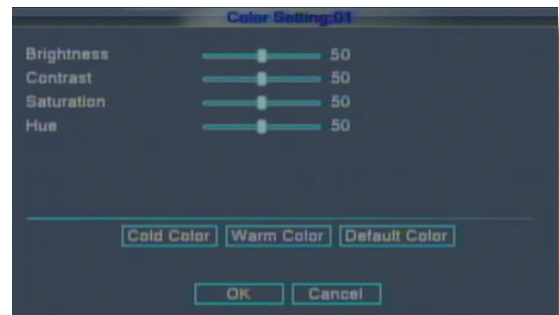 Color Setting:01
Brightness 50
Contrast 50
Saturation 50
Hue 50
Cold Color Warm Color Default Color
OK Cancel